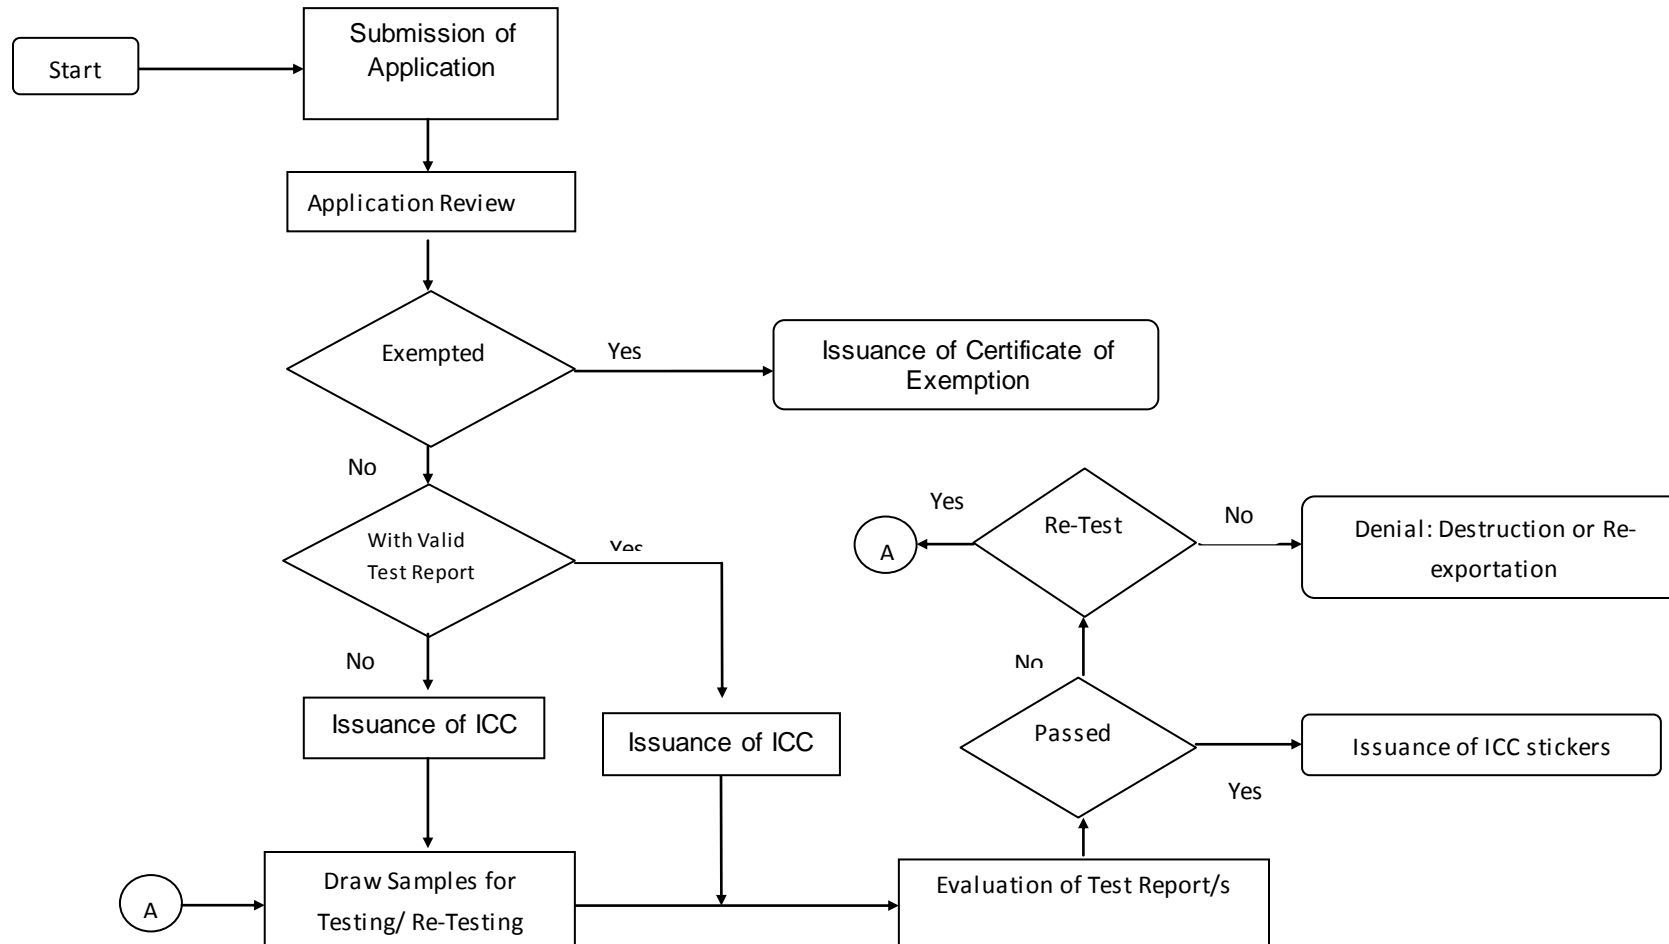 Start
Submission of
Application
Application Review
Exempted
Yes
Issuance of Certificate of
Exemption
No
With Valid
Test Report
Yes
No
Issuance of ICC
Issuance of ICC
A
Draw Samples for
Testing/ Re-Testing
Evaluation of Test Report/s
Passed
Yes
Issuance of ICC stickers
No
Re-Test
Yes
A
No
Denial: Destruction or Re-
exportation